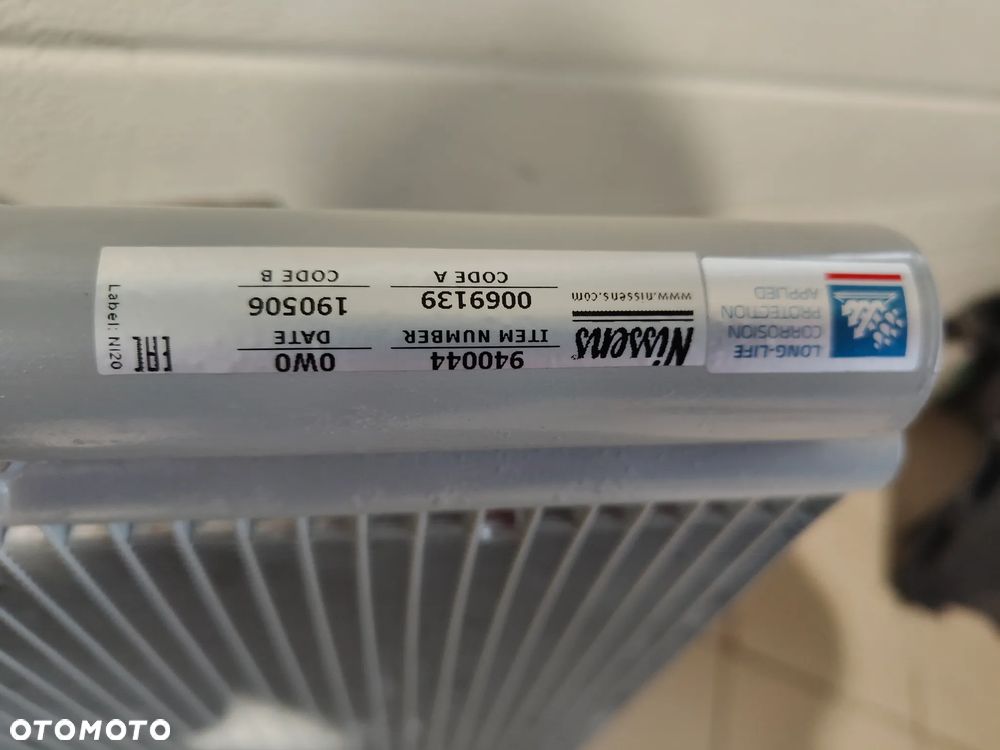 LONG-LIFE
CORROSION
PROTECTION
APPLIED
Nissens
www.nissens.com
940044
ITEM NUMBER
0069139
CODE A
0W0
DATE
190506
CODE B
EAC
Label: NI20
OTOMOTO